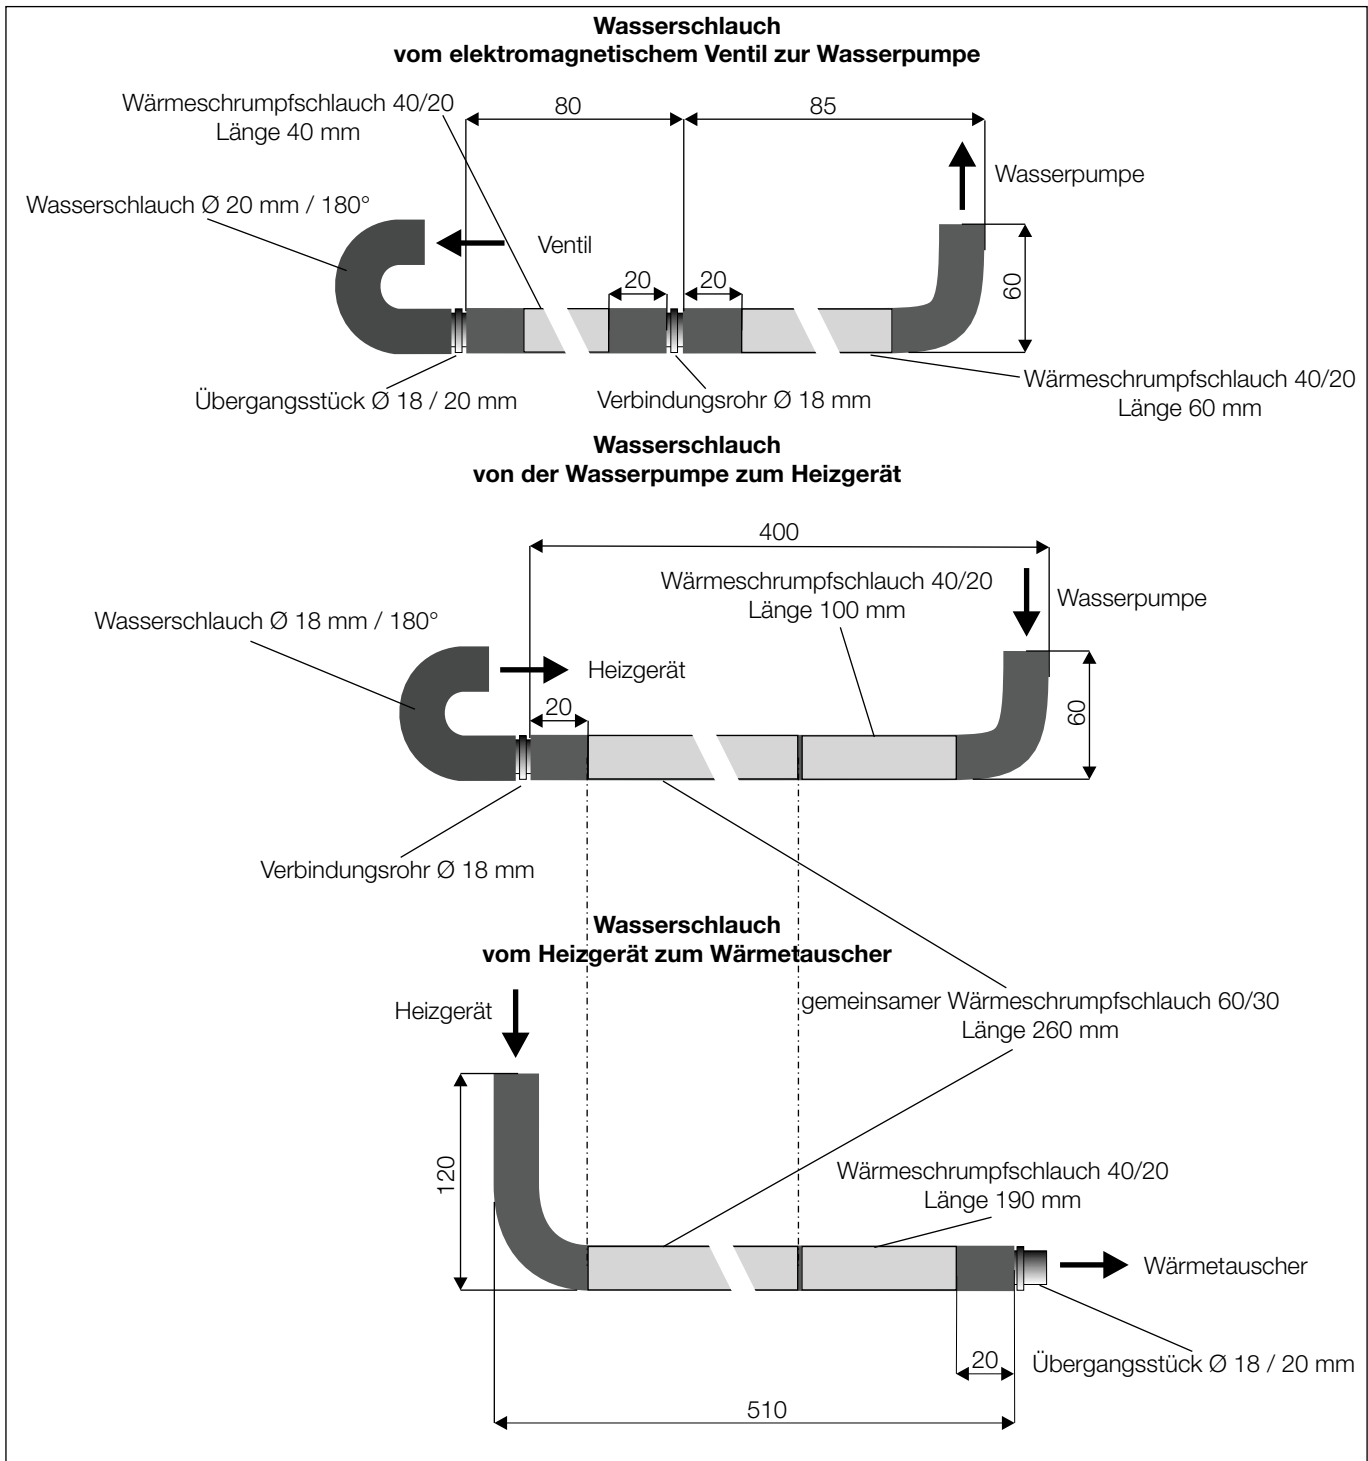 Wasserschlauch
vom elektromagnetischem Ventil zur Wasserpumpe
Wärmeschrumpfschlauch 40/20
Länge 40 mm
80
85
Wasserpumpe
Wasserschlauch Ø 20 mm / 180°
Ventil
20
20
60
Übergangsstück Ø 18 / 20 mm
Verbindungsrohr Ø 18 mm
Wärmeschrumpfschlauch 40/20
Länge 60 mm
Wasserschlauch
von der Wasserpumpe zum Heizgerät
400
Wärmeschrumpfschlauch 40/20
Länge 100 mm
Wasserpumpe
Wasserschlauch Ø 18 mm / 180°
Heizgerät
20
60
Verbindungsrohr Ø 18 mm
Wasserschlauch
vom Heizgerät zum Wärmetauscher
Heizgerät
gemeinsamer Wärmeschrumpfschlauch 60/30
Länge 260 mm
120
Wärmeschrumpfschlauch 40/20
Länge 190 mm
Wärmetauscher
20
Übergangsstück Ø 18 / 20 mm
510